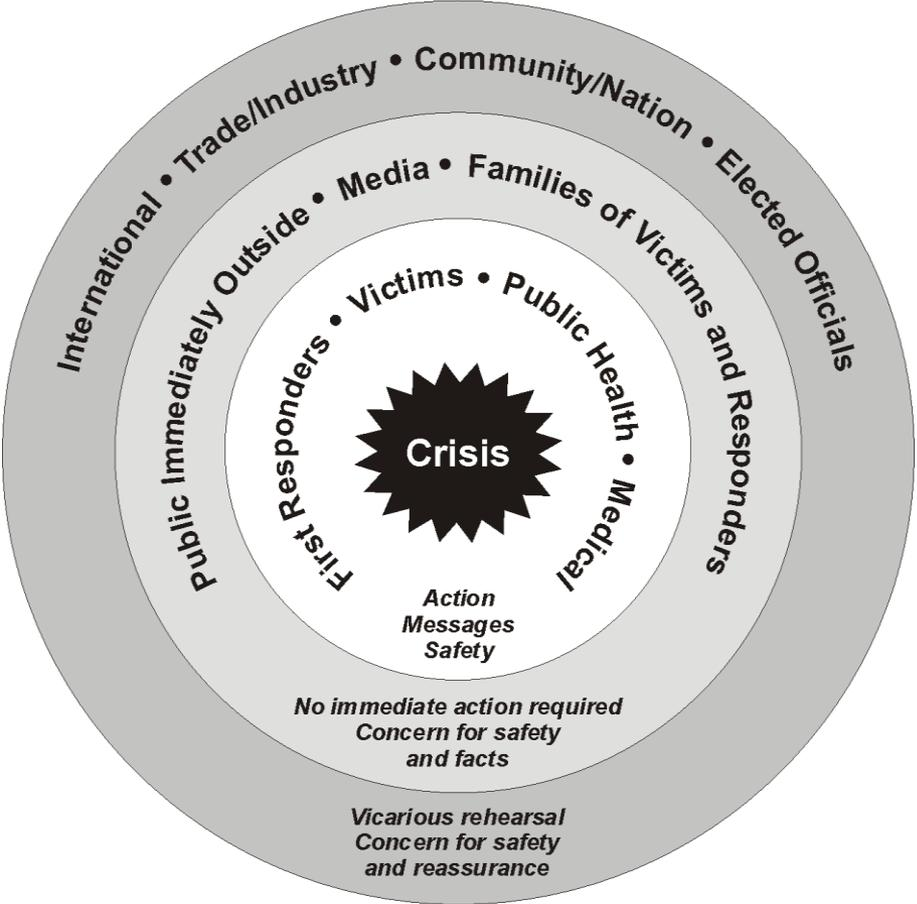 International • Trade/Industry • Community/Nation • Elected Officials
Public Immediately Outside • Media • Families of Victims and Responders
First Responders • Victims • Public Health • Medical
Crisis
Action
Messages
Safety
No immediate action required
Concern for safety
and facts
Vicarious rehearsal
Concern for safety
and reassurance